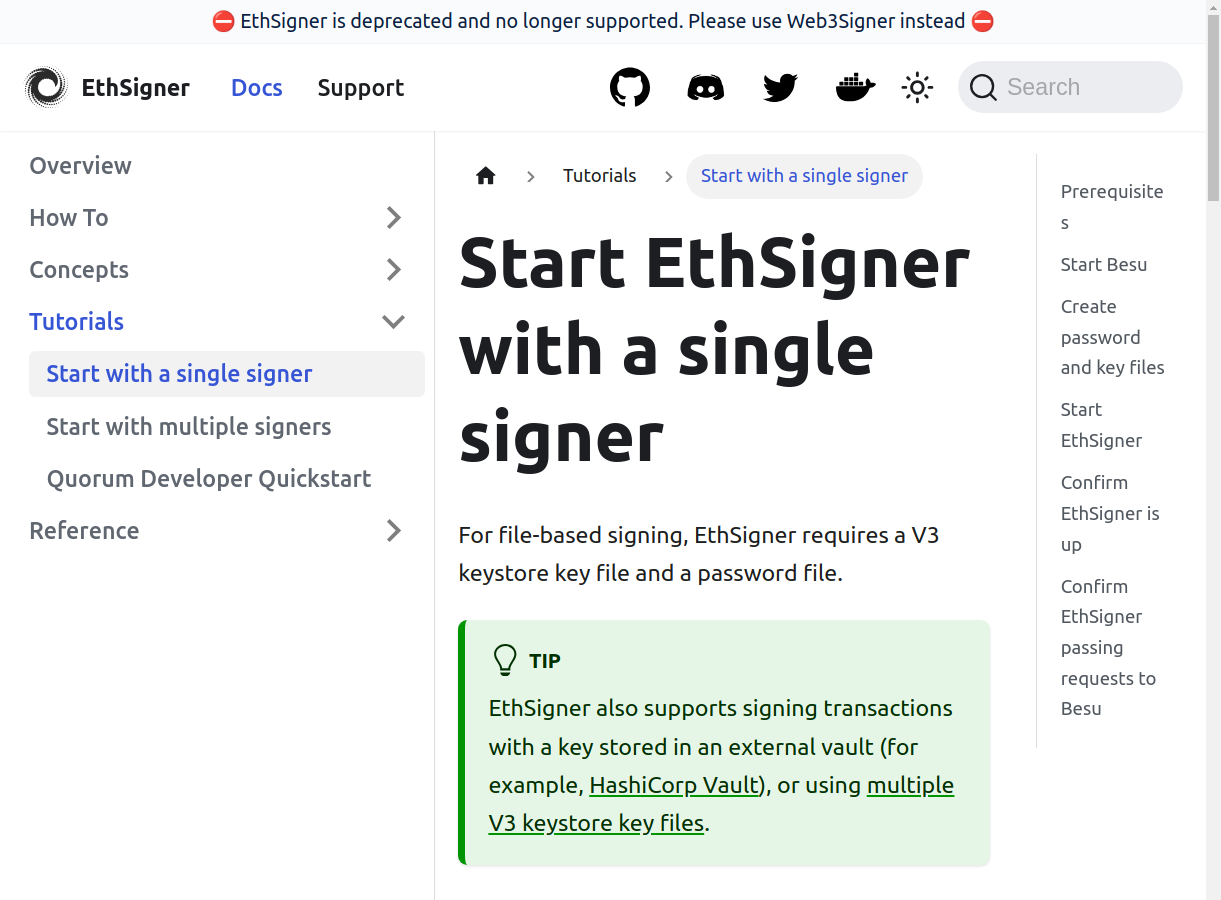 ⛔ EthSigner is deprecated and no longer supported. Please use Web3Signer instead ⛔
EthSigner Docs Support Search
Overview
How To
Concepts
Tutorials
Start with a single signer
Start with multiple signers
Quorum Developer Quickstart
Reference
Tutorials Start with a single signer
Start EthSigner
with a single
signer
For file-based signing, EthSigner requires a V3
keystore key file and a password file.
TIP
EthSigner also supports signing transactions
with a key stored in an external vault (for
example, HashiCorp Vault), or using multiple
V3 keystore key files.
Prerequisite
s
Start Besu
Create
password
and key files
Start
EthSigner
Confirm
EthSigner is
up
Confirm
EthSigner
passing
requests to
Besu